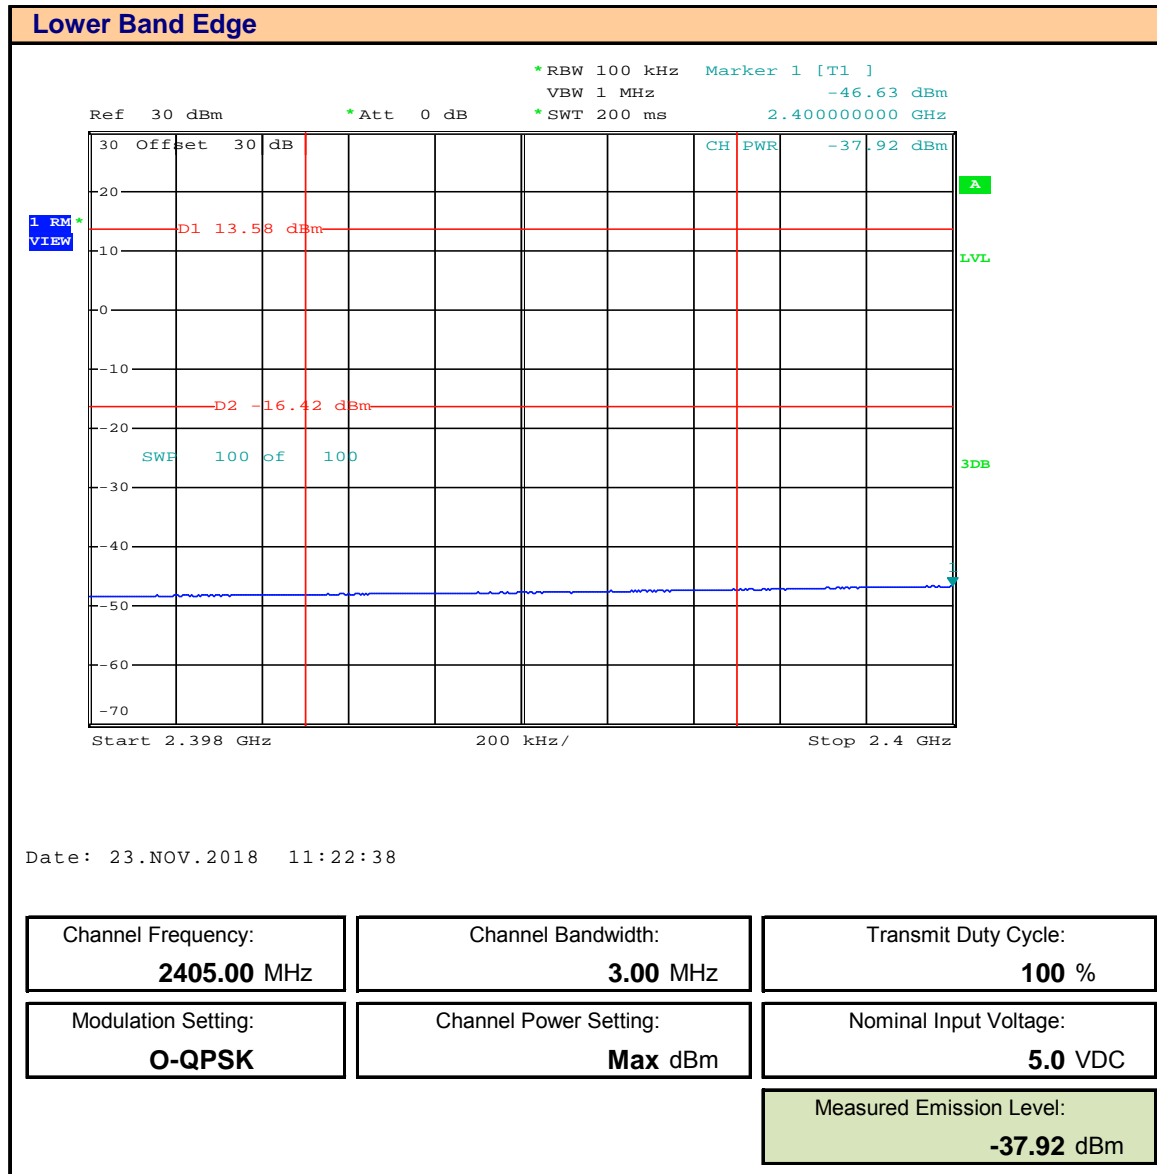 Lower Band Edge
* RBW 100 kHz Marker 1 [T1 ]
VBW 1 MHz -46.63 dBm
Ref 30 dBm * Att 0 dB * SWT 200 ms 2.400000000 GHz
30 Offset 30 dB CH PWR -37.92 dBm
20
A
1 RM *
VIEW
D1 13.58 dBm
10
LVL
0
-10
D2 -16.42 dBm
-20
SWP 100 of 100
3DB
-30
-40
1
-50
-60
-70
Start 2.398 GHz 200 kHz/ Stop 2.4 GHz
Date: 23.NOV.2018 11:22:38
Channel Frequency: Channel Bandwidth: Transmit Duty Cycle:
2405.00 MHz 3.00 MHz 100 %
Modulation Setting: Channel Power Setting: Nominal Input Voltage:
O-QPSK Max dBm 5.0 VDC
Measured Emission Level:
-37.92 dBm